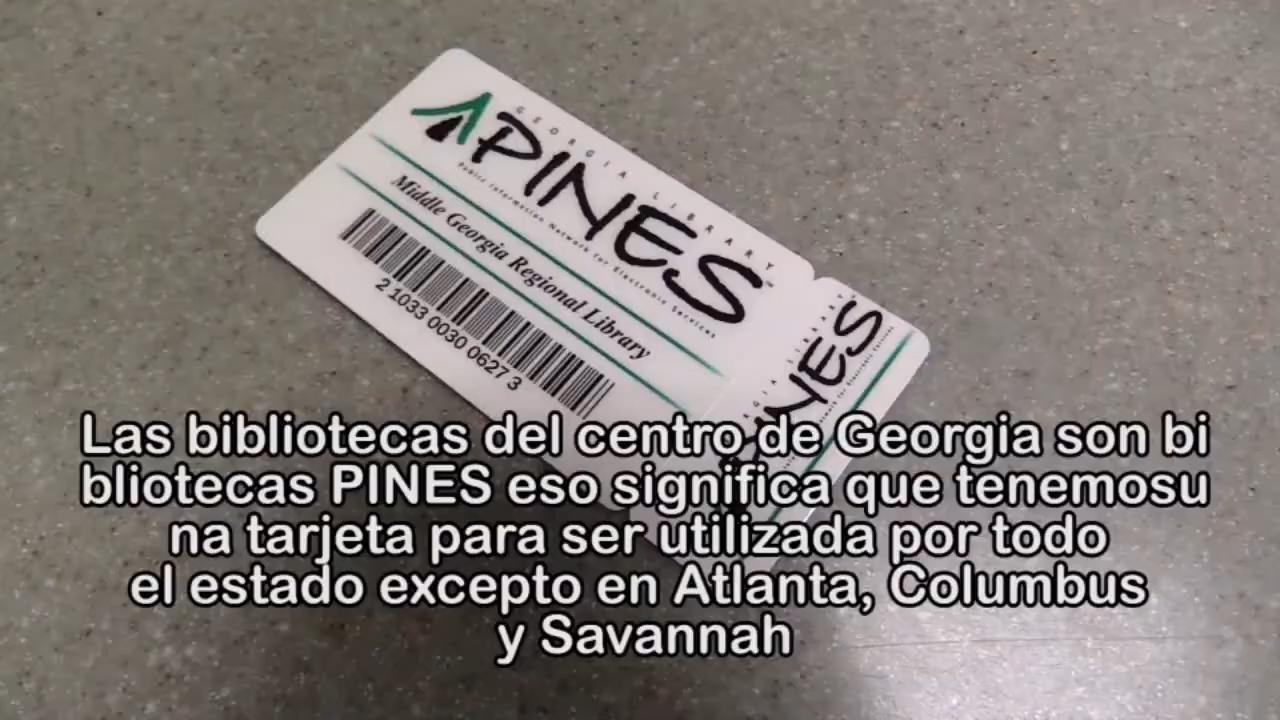 GEORGIA LIBRARY
PINES
Public Information Network for Electronic Services
Middle Georgia Regional Library
2 1033 0030 0627 3
PINES
Las bibliotecas del centro de Georgia son bi
bliotecas PINES eso significa que tenemosu
na tarjeta para ser utilizada por todo
el estado excepto en Atlanta, Columbus
y Savannah